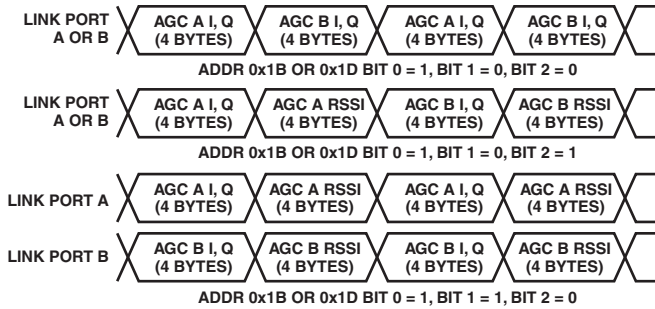 LINK PORT A OR B
AGC A I, Q (4 BYTES) AGC B I, Q (4 BYTES) AGC A I, Q (4 BYTES) AGC B I, Q (4 BYTES)
ADDR 0x1B OR 0x1D BIT 0 = 1, BIT 1 = 0, BIT 2 = 0
LINK PORT A OR B
AGC A I, Q (4 BYTES) AGC A RSSI (4 BYTES) AGC B I, Q (4 BYTES) AGC B RSSI (4 BYTES)
ADDR 0x1B OR 0x1D BIT 0 = 1, BIT 1 = 0, BIT 2 = 1
LINK PORT A
AGC A I, Q (4 BYTES) AGC A RSSI (4 BYTES) AGC A I, Q (4 BYTES) AGC A RSSI (4 BYTES)
LINK PORT B
AGC B I, Q (4 BYTES) AGC B RSSI (4 BYTES) AGC B I, Q (4 BYTES) AGC B RSSI (4 BYTES)
ADDR 0x1B OR 0x1D BIT 0 = 1, BIT 1 = 1, BIT 2 = 0